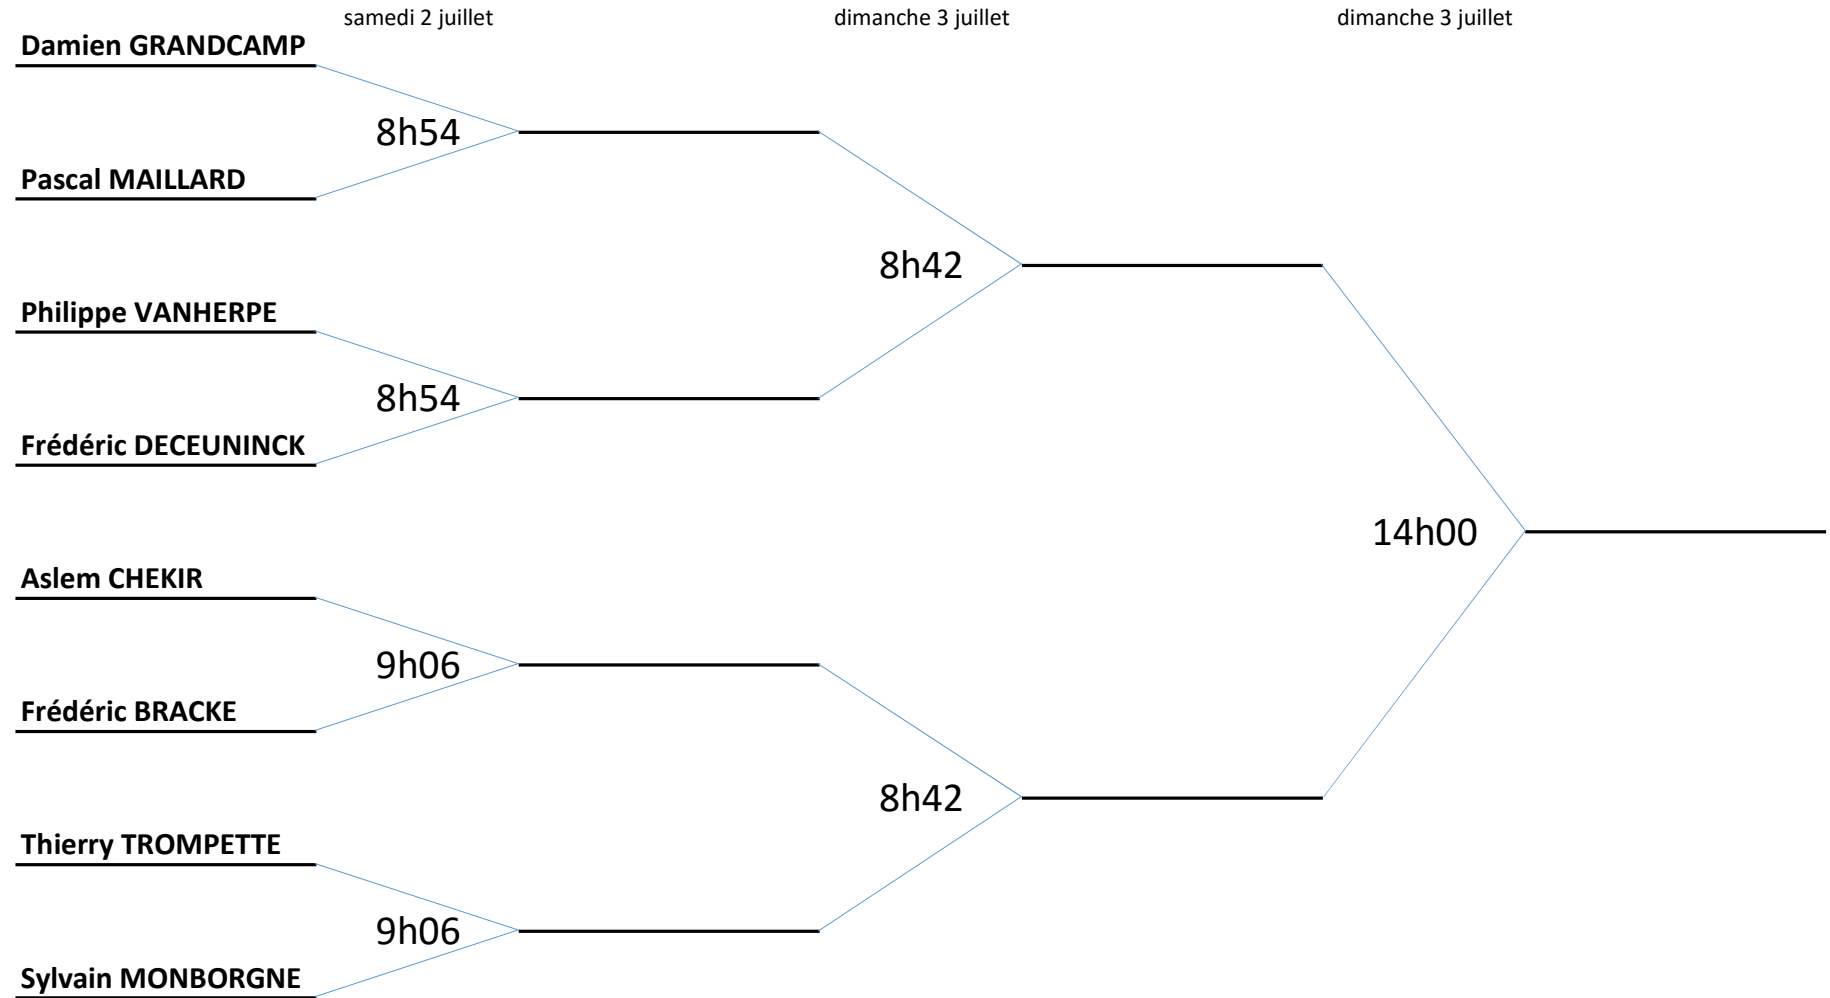 samedi 2 juillet
dimanche 3 juillet
dimanche 3 juillet
Damien GRANDCAMP
8h54
Pascal MAILLARD
8h42
Philippe VANHERPE
8h54
Frédéric DECEUNINCK
14h00
Aslem CHEKIR
9h06
Frédéric BRACKE
8h42
Thierry TROMPETTE
9h06
Sylvain MONBORGNE